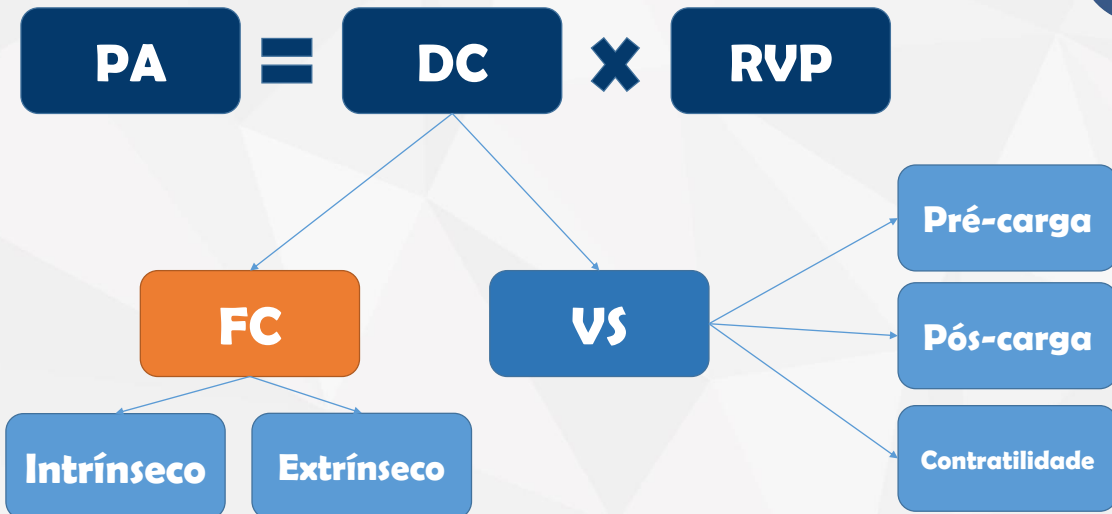 PA = DC × RVP
Pré-carga
FC
VS
Pós-carga
Intrínseco
Extrínseco
Contratilidade